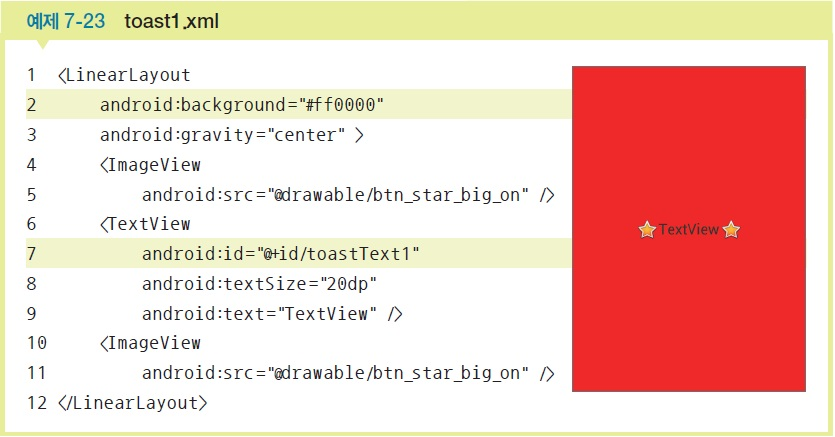 예제 7-23 toast1.xml
1 <LinearLayout
2 android:background="#ff0000"
3 android:gravity="center" >
4 <ImageView
5 android:src="@drawable/btn_star_big_on" />
6 <TextView
7 android:id="@+id/toastText1"
8 android:textSize="20dp"
9 android:text="TextView" />
10 <ImageView
11 android:src="@drawable/btn_star_big_on" />
12 </LinearLayout>
TextView